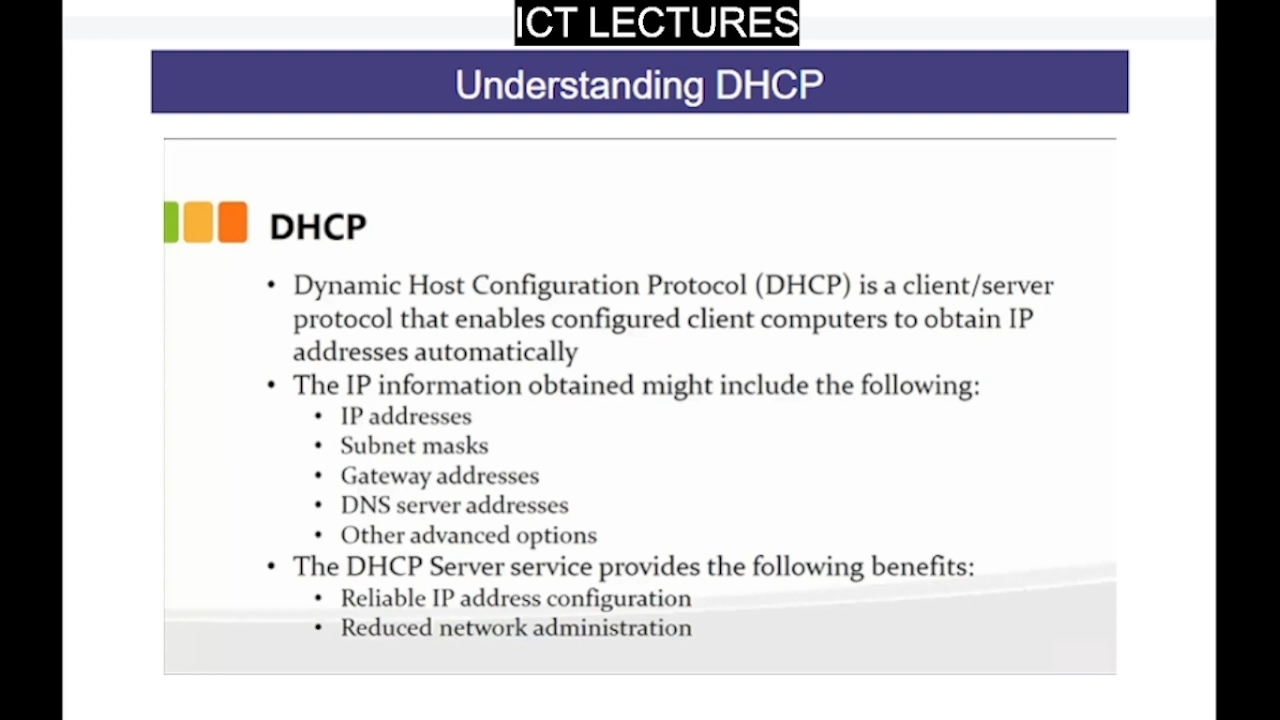 ICT LECTURES
Understanding DHCP
DHCP
• Dynamic Host Configuration Protocol (DHCP) is a client/server
protocol that enables configured client computers to obtain IP
addresses automatically
• The IP information obtained might include the following:
• IP addresses
• Subnet masks
• Gateway addresses
• DNS server addresses
• Other advanced options
• The DHCP Server service provides the following benefits:
• Reliable IP address configuration
• Reduced network administration